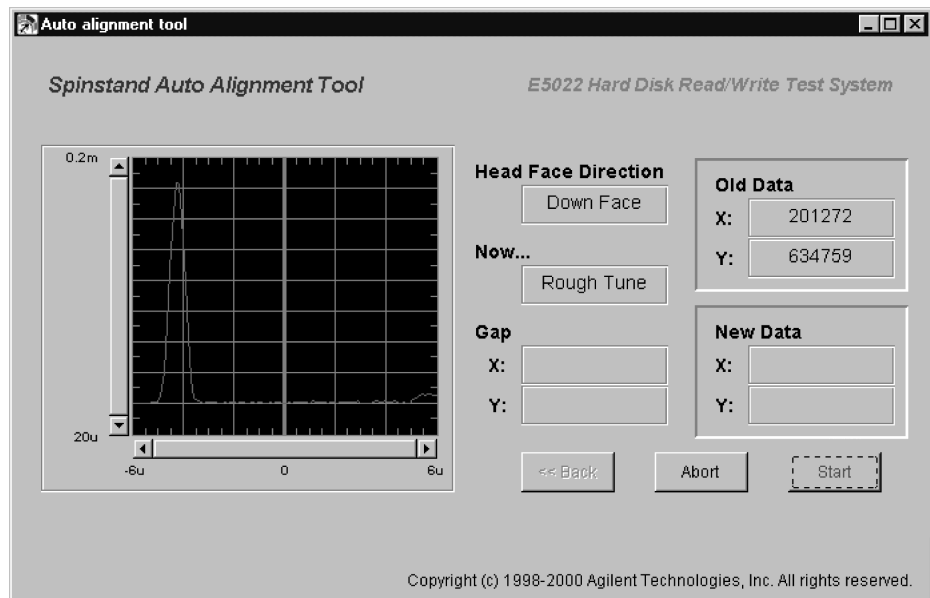 Auto alignment tool
Spinstand Auto Alignment Tool
E5022 Hard Disk Read/Write Test System
0.2m
20u
-6u 0 6u
Head Face Direction
Down Face
Now...
Rough Tune
Gap
X:
Y:
Old Data
X: 201272
Y: 634759
New Data
X:
Y:
<< Back
Abort
Start
Copyright (c) 1998-2000 Agilent Technologies, Inc. All rights reserved.